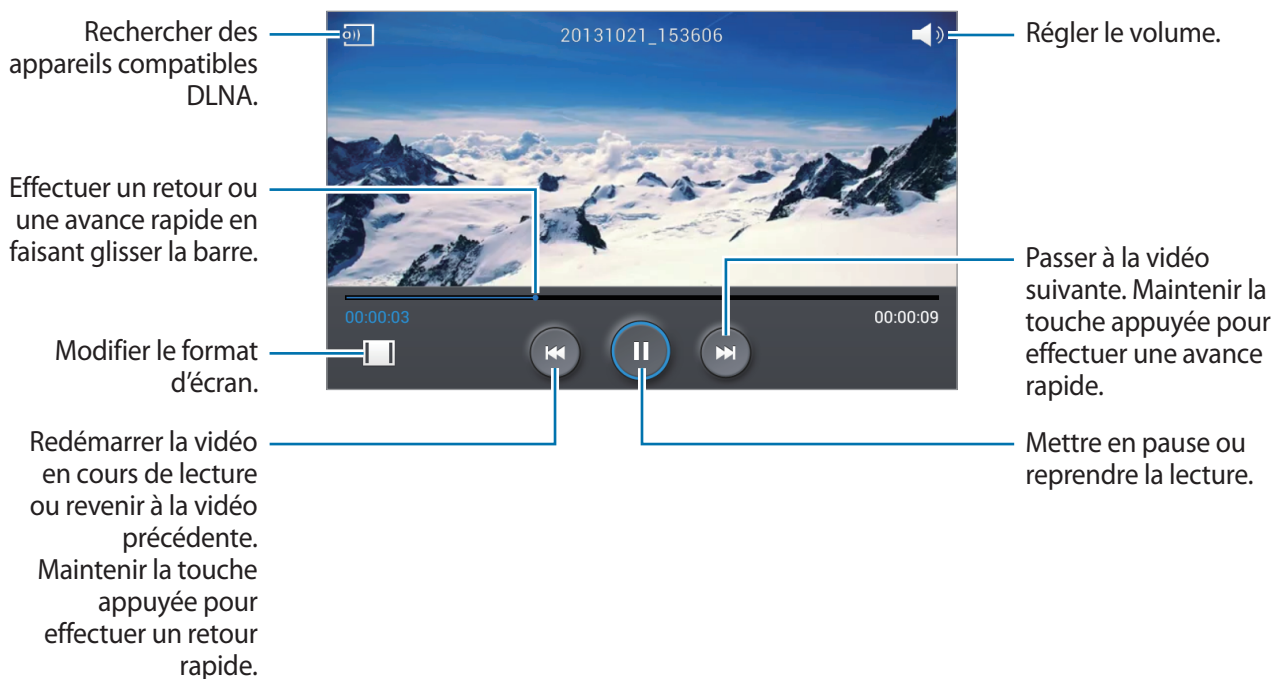 Rechercher des
appareils compatibles
DLNA.
20131021_153606
Régler le volume.
Effectuer un retour ou
une avance rapide en
faisant glisser la barre.
Passer à la vidéo
suivante. Maintenir la
touche appuyée pour
effectuer une avance
rapide.
00:00:03
00:00:09
Modifier le format
d’écran.
Redémarrer la vidéo
en cours de lecture
ou revenir à la vidéo
précédente.
Maintenir la touche
appuyée pour
effectuer un retour
rapide.
Mettre en pause ou
reprendre la lecture.